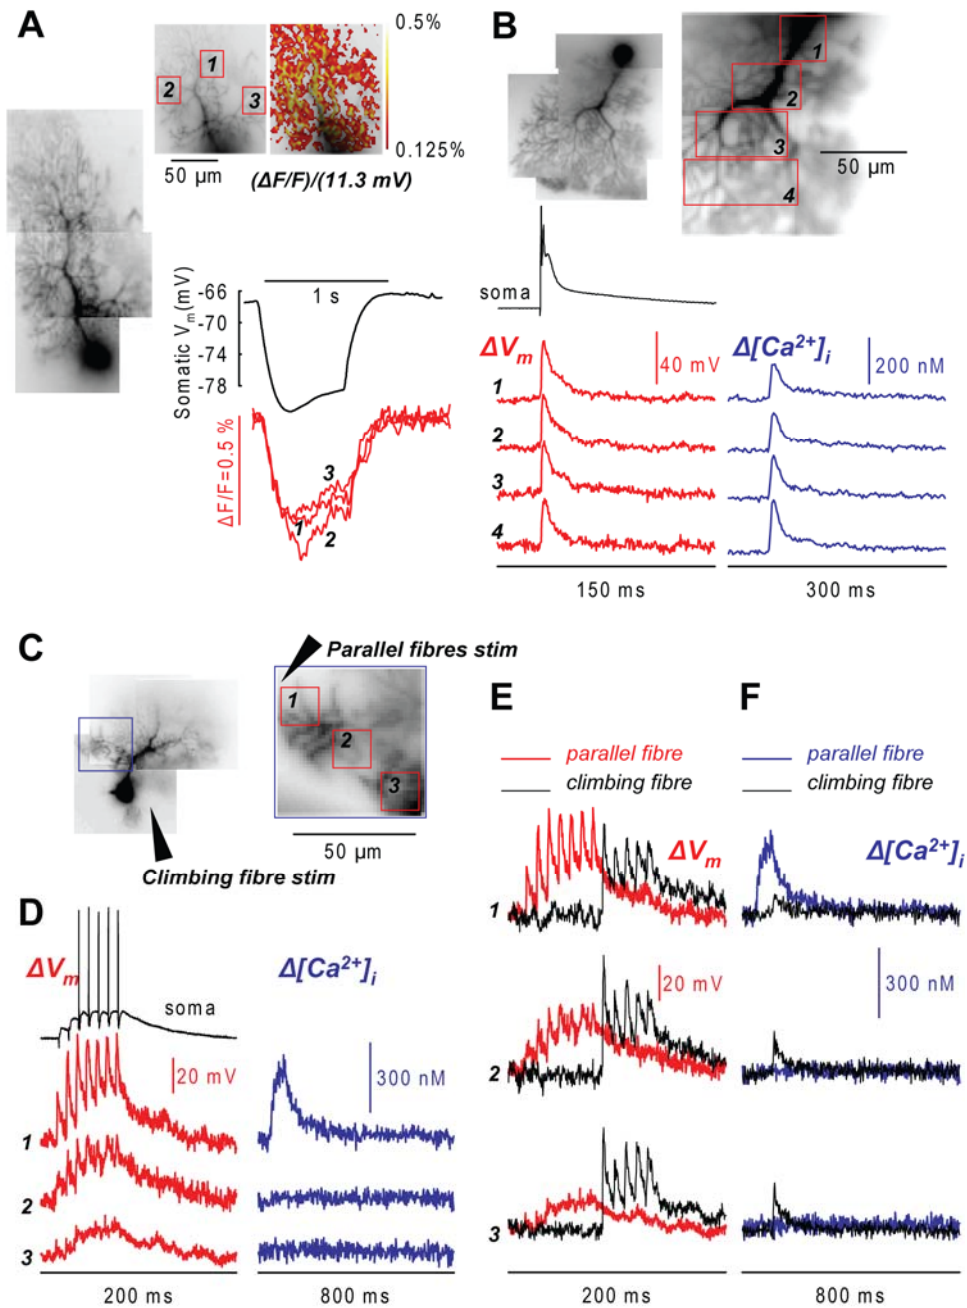 A
0.5%
1
2
3
0.125%
50 µm
(ΔF/F)/(11.3 mV)
Somatic Vm(mV)
-66
-70
-74
-78
1 s
ΔF/F=0.5 %
3
1
2
B
1
2
3
4
50 µm
soma
ΔVm
40 mV
Δ[Ca2+]i
200 nM
1
2
3
4
150 ms
300 ms
C
Parallel fibres stim
1
2
3
50 µm
Climbing fibre stim
D
ΔVm
soma
Δ[Ca2+]i
20 mV
300 nM
1
2
3
200 ms
800 ms
E
parallel fibre
climbing fibre
ΔVm
1
20 mV
2
3
200 ms
F
parallel fibre
climbing fibre
Δ[Ca2+]i
300 nM
800 ms